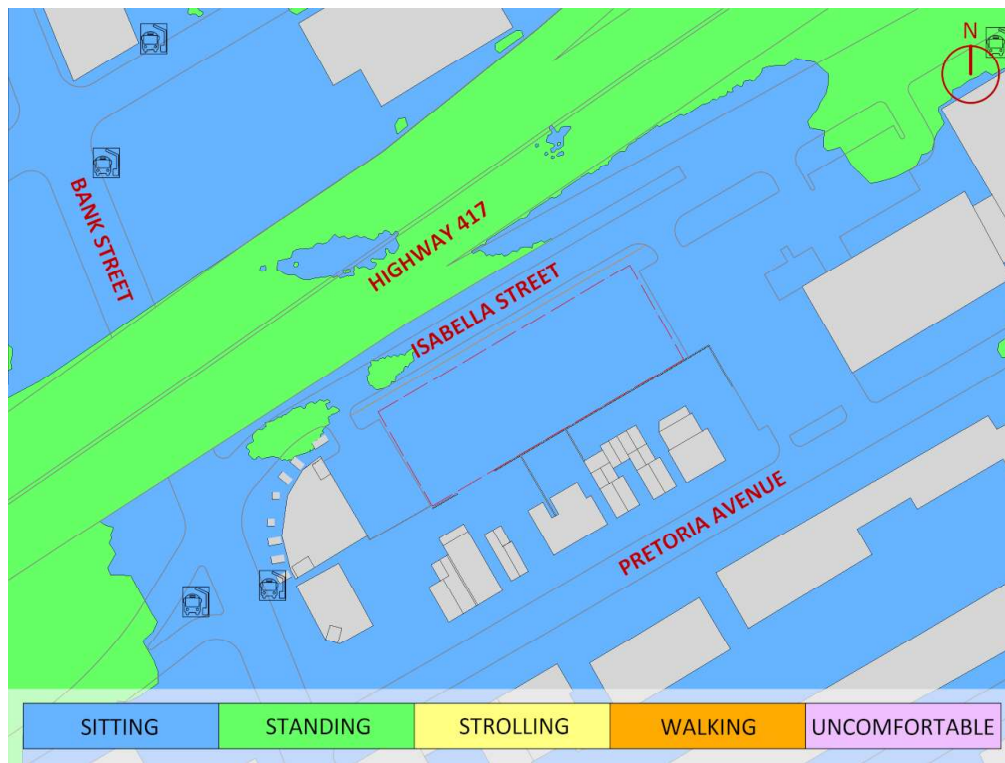 N
BANK STREET
HIGHWAY 417
ISABELLA STREET
PRETORIA AVENUE
SITTING
STANDING
STROLLING
WALKING
UNCOMFORTABLE